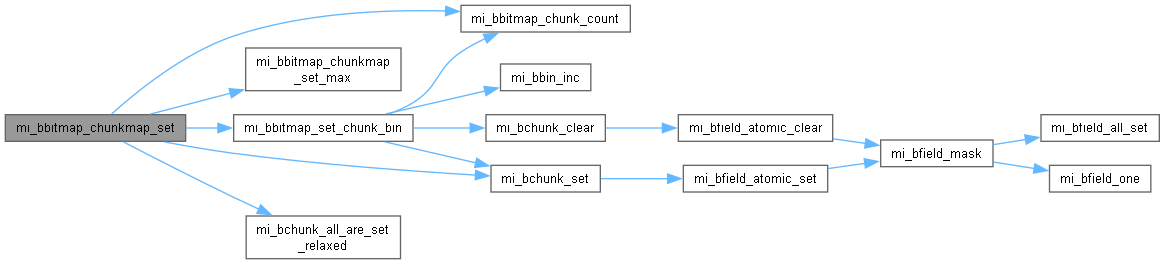 mi_bbitmap_chunkmap_set
mi_bbitmap_chunk_count
mi_bbitmap_chunkmap
_set_max
mi_bbitmap_set_chunk_bin
mi_bchunk_all_are_set
_relaxed
mi_bbin_inc
mi_bchunk_clear
mi_bchunk_set
mi_bfield_atomic_clear
mi_bfield_atomic_set
mi_bfield_mask
mi_bfield_all_set
mi_bfield_one